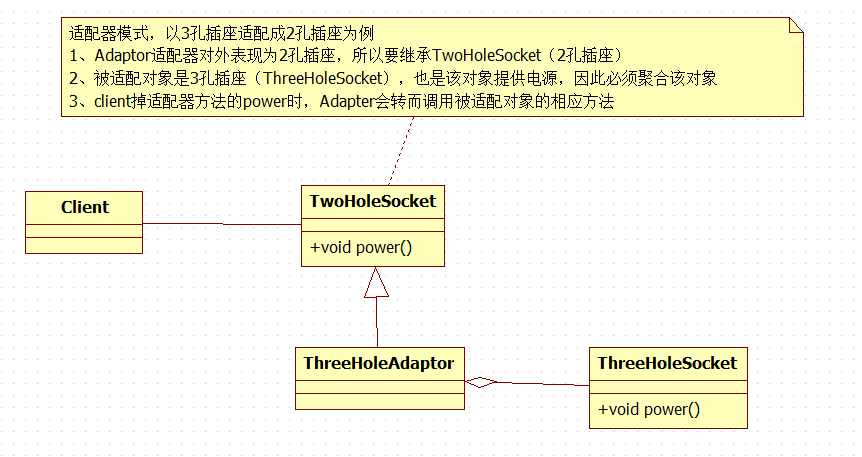 适配器模式，以3孔插座适配成2孔插座为例
1、Adaptor适配器对外表现为2孔插座，所以要继承TwoHoleSocket（2孔插座）
2、被适配对象是3孔插座（ThreeHoleSocket），也是该对象提供电源，因此必须聚合该对象
3、client掉适配器方法的power时，Adapter会转而调用被适配对象的相应方法
Client
TwoHoleSocket
+void power()
ThreeHoleAdaptor
ThreeHoleSocket
+void power()